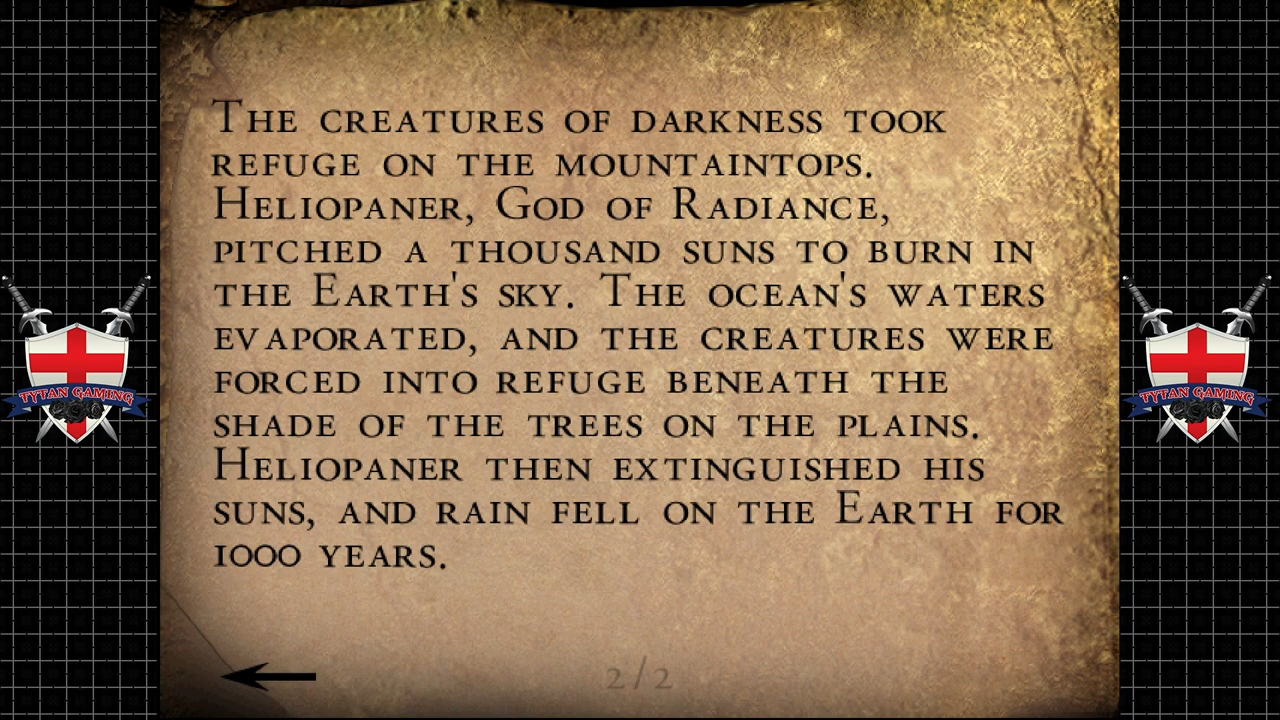 The creatures of darkness took
refuge on the mountaintops.
Heliopaner, God of Radiance,
pitched a thousand suns to burn in
the Earth's sky. The ocean's waters
evaporated, and the creatures were
forced into refuge beneath the
shade of the trees on the plains.
Heliopaner then extinguished his
suns, and rain fell on the Earth for
1000 years.
2/2
TYTAN GAMING
TYTAN GAMING